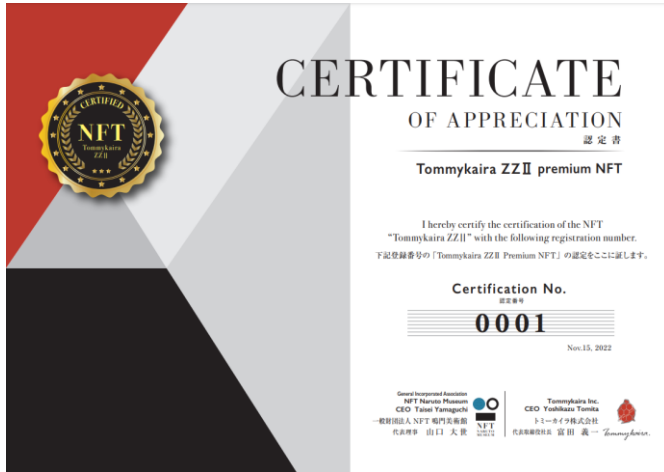 CERTIFIED
NFT
Tommykaira
ZZⅡ
CERTIFICATE
OF APPRECIATION
認定書
Tommykaira ZZⅡ premium NFT
I hereby certify the certification of the NFT
“Tommykaira ZZⅡ” with the following registration number.
下記登録番号の「Tommykaira ZZⅡ Premium NFT」の認定をここに証します。
Certification No.
認定番号
0001
Nov.15, 2022
General Incorporated Association
NFT Naruto Museum
CEO Taisei Yamaguchi
一般財団法人 NFT 鳴門美術館
代表理事 山口 大世
NFT
NARUTO
MUSEUM
Tommykaira Inc.
CEO Yoshikazu Tomita
トミーカイラ株式会社
代表取締役社長 富田 義一
Tommykaira.